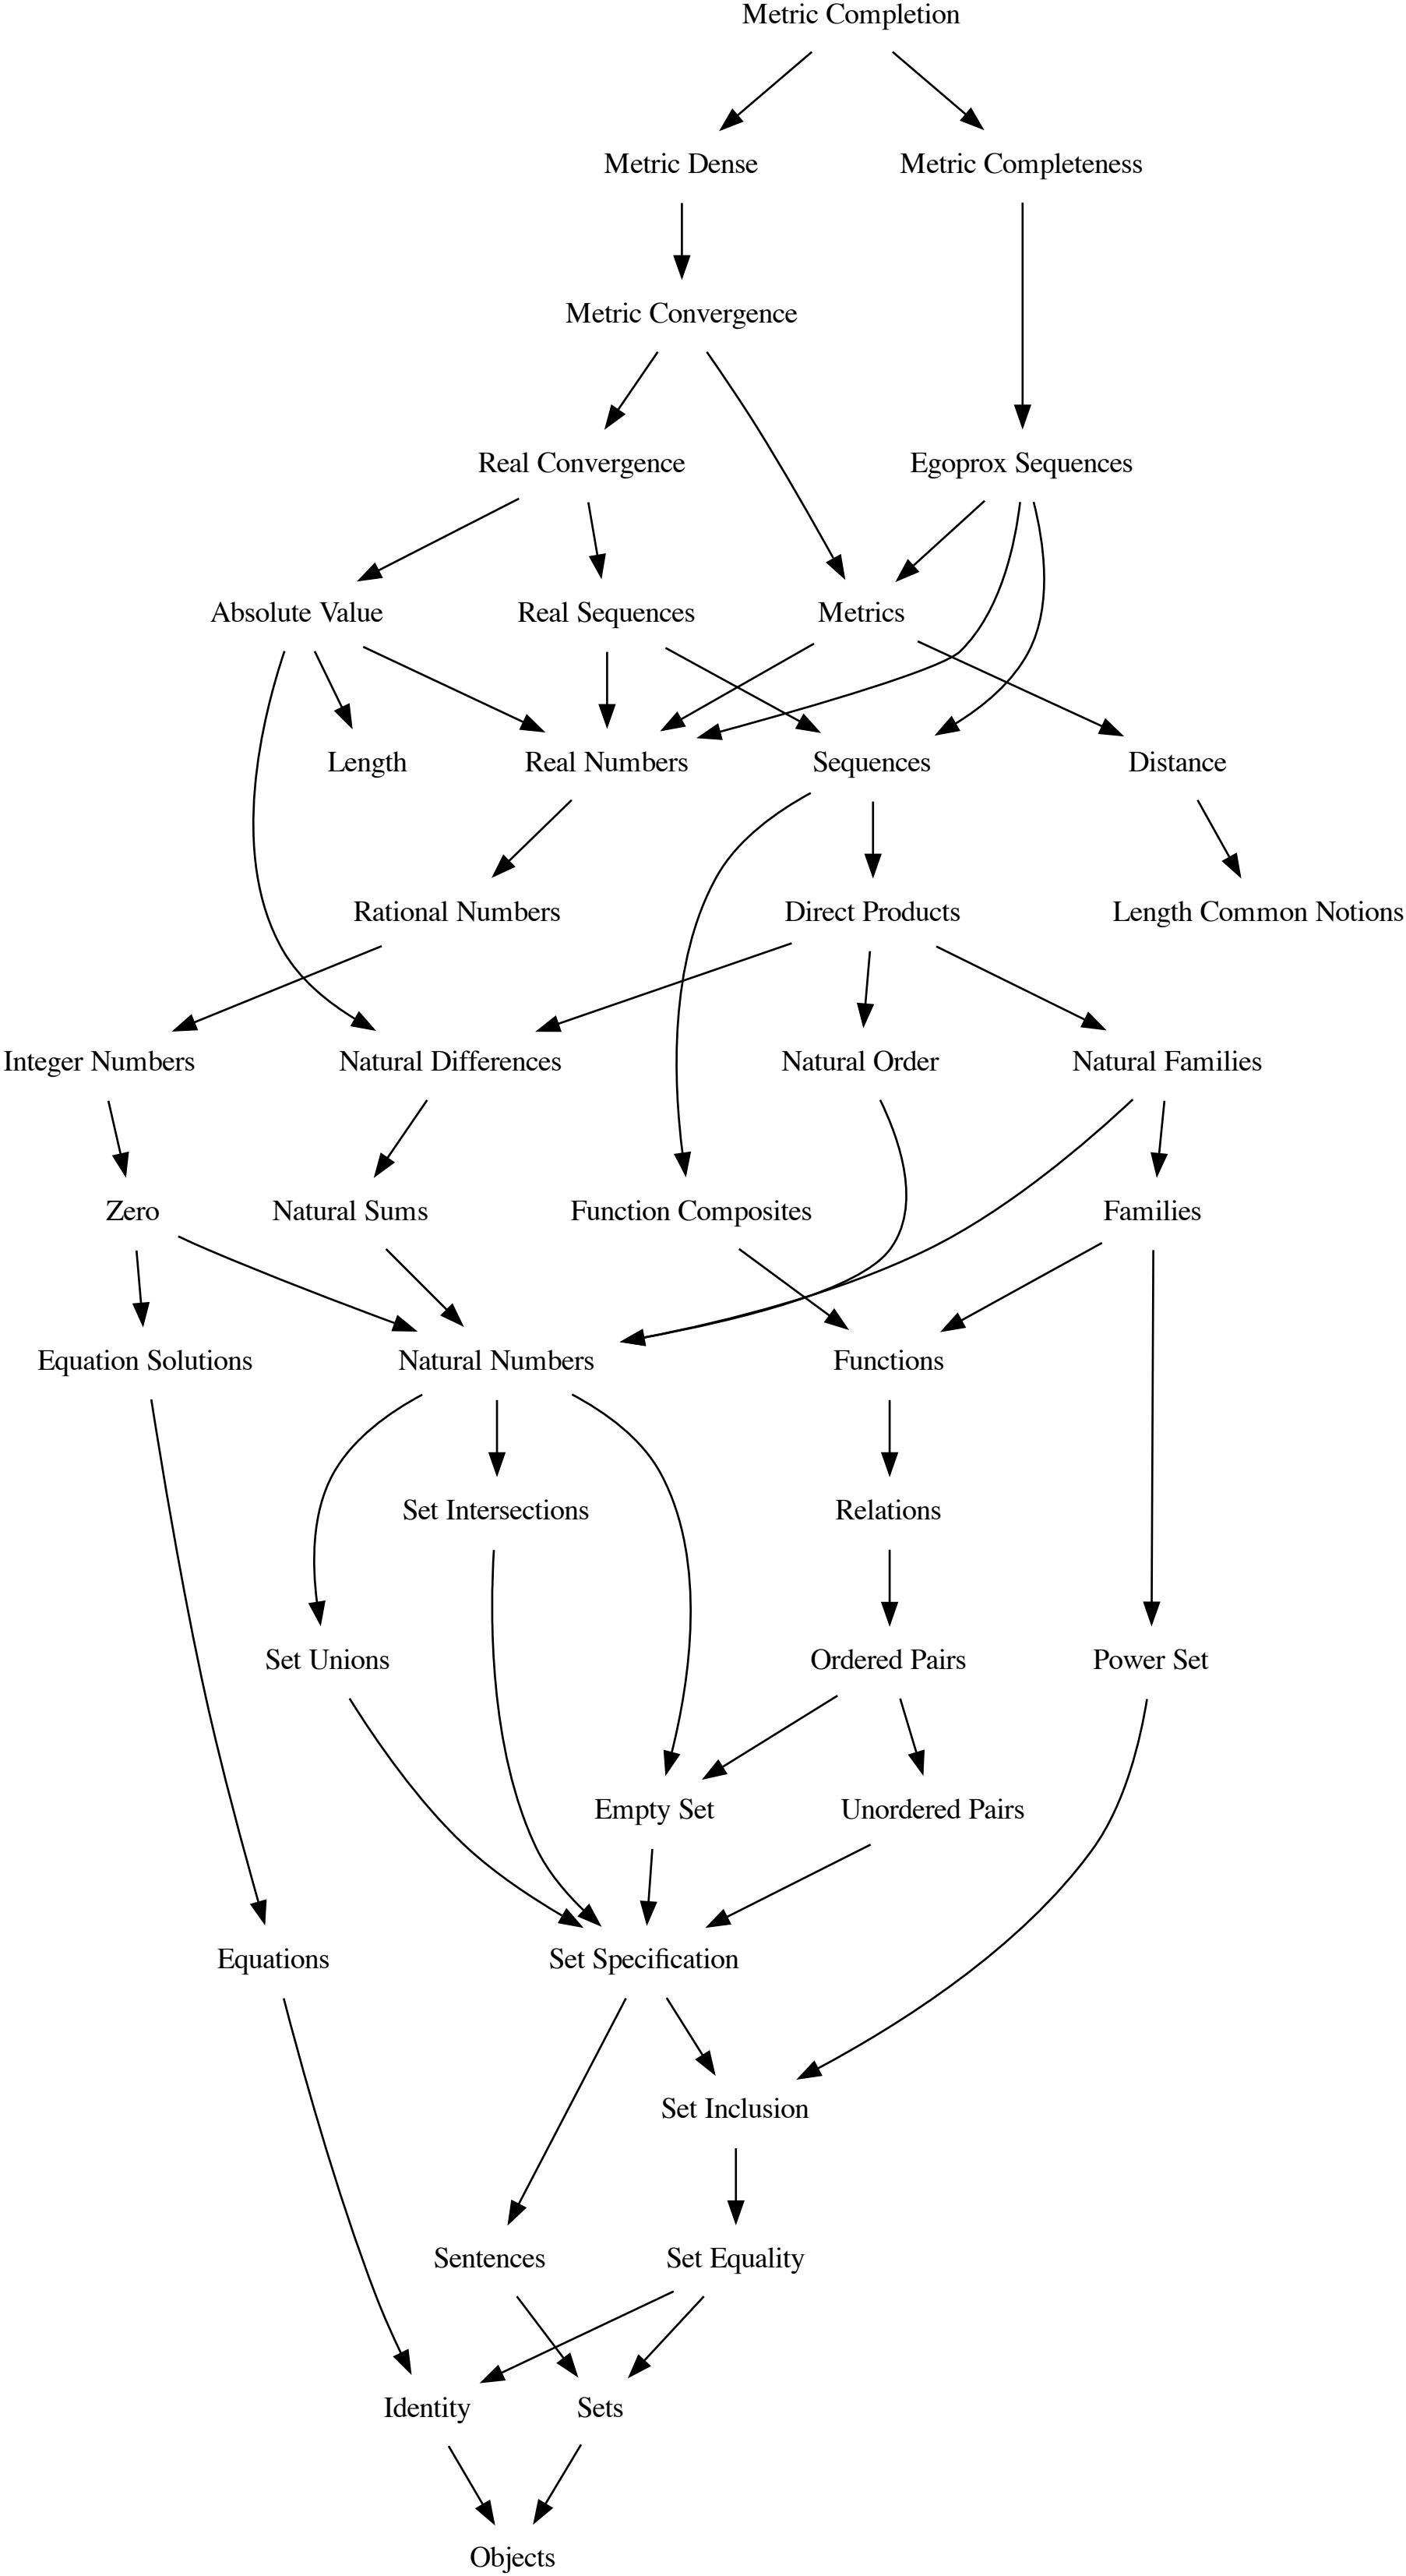 Metric Completion
Metric Dense
Metric Completeness
Metric Convergence
Real Convergence
Egoprox Sequences
Absolute Value
Real Sequences
Metrics
Length
Real Numbers
Sequences
Distance
Rational Numbers
Direct Products
Length Common Notions
Integer Numbers
Natural Differences
Natural Order
Natural Families
Zero
Natural Sums
Function Composites
Families
Equation Solutions
Natural Numbers
Functions
Set Intersections
Relations
Set Unions
Ordered Pairs
Power Set
Empty Set
Unordered Pairs
Equations
Set Specification
Set Inclusion
Sentences
Set Equality
Identity
Sets
Objects